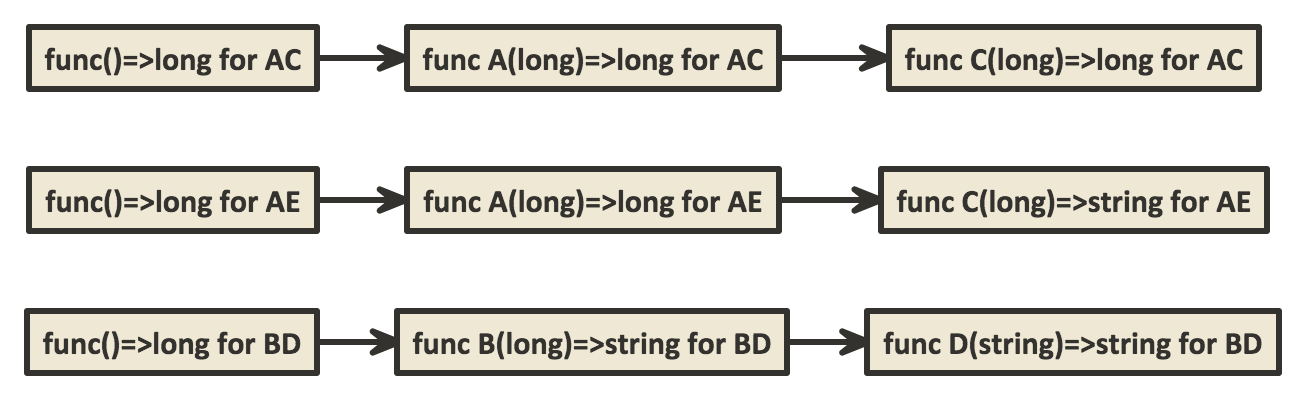 func()=>long for AC
func A(long)=>long for AC
func C(long)=>long for AC
func()=>long for AE
func A(long)=>long for AE
func C(long)=>string for AE
func()=>long for BD
func B(long)=>string for BD
func D(string)=>string for BD